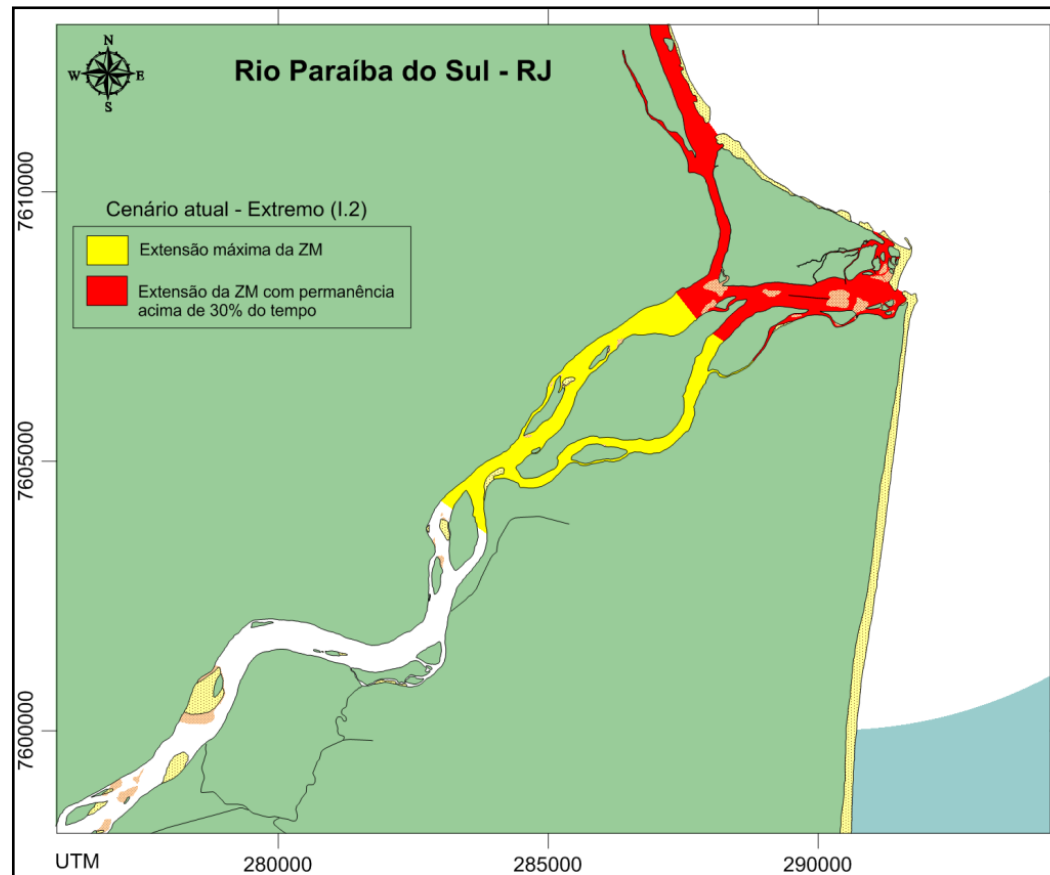 N
W E
S
Rio Paraíba do Sul - RJ
Cenário atual - Extremo (I.2)
Extensão máxima da ZM
Extensão da ZM com permanência
acima de 30% do tempo
7610000
7605000
7600000
UTM
280000
285000
290000